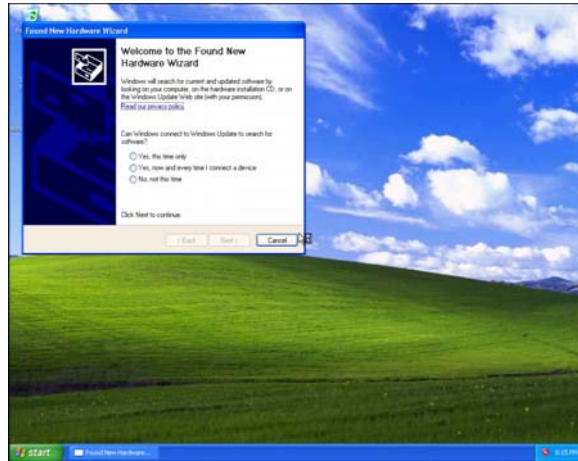 Found New Hardware Wizard
Welcome to the Found New
Hardware Wizard
Windows will search for current and updated software by
looking on your computer, on the hardware installation CD, or on
the Windows Update Web site (with your permission).
Read our privacy policy
Can Windows connect to Windows Update to search for
software?
Yes, this time only
Yes, now and every time I connect a device
No, not this time
Click Next to continue.
< Back
Next >
Cancel
start
Found New Hardware...
6:15 PM